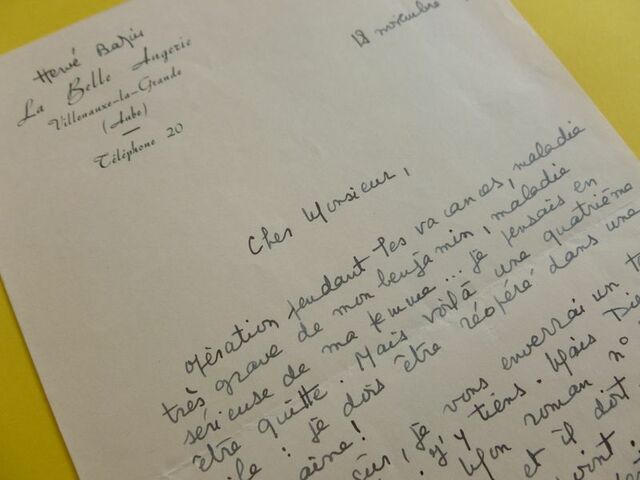 Hervé Bazin
La Belle Angerie
Villenauxe-la-Grande
(Aube)
Téléphone 20
18 novembre
Cher Monsieur,
opération pendant les vacances, maladie
très grave de mon benjamin, maladie
sérieuse de ma femme... je pensais en
être quitte. Mais voilà une quatrième
: je dois être réopéré dans une
aine!
sûr, je vous enverrai un t
j'y tiens. Mais Di
Mon roman n'
et il doit
oint.